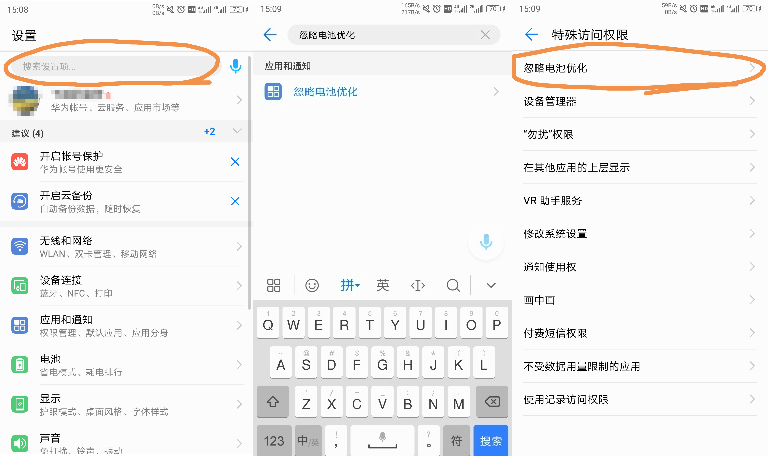 15:08
设置
搜索设置项...
华为帐号、云服务、应用市场等
建议 (4)
+2
开启帐号保护
华为帐号使用更安全
开启云备份
自动备份数据，随时恢复
无线和网络
WLAN、双卡管理、移动网络
设备连接
蓝牙、NFC、打印
应用和通知
权限管理、默认应用、应用分身
电池
省电模式、耗电排行
显示
护眼模式、桌面风格、字体样式
声音
免打扰、铃声、振动
15:09
忽略电池优化
应用和通知
忽略电池优化
拼
英
Q W E R T Y U I O P
A S D F G H J K L
Z X C V B N M
123
中/英
，
。
符
搜索
15:09
特殊访问权限
忽略电池优化
设备管理器
“勿扰”权限
在其他应用的上层显示
VR 助手服务
修改系统设置
通知使用权
画中画
付费短信权限
不受数据用量限制的应用
使用记录访问权限